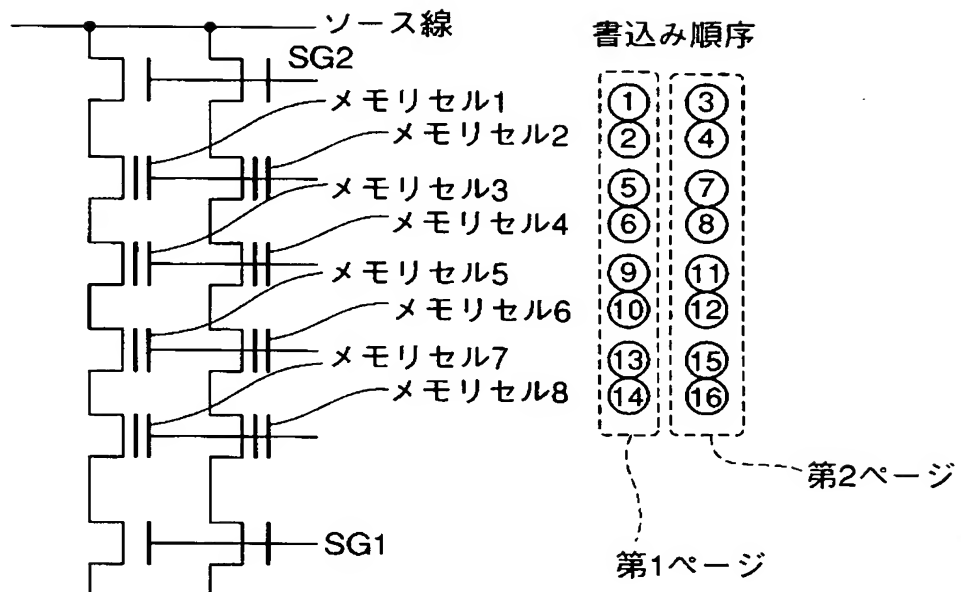 ソース線
書込み順序
SG2
メモリセル1
① ③
メモリセル2
② ④
メモリセル3
⑤ ⑦
メモリセル4
⑥ ⑧
メモリセル5
⑨ ⑪
メモリセル6
⑩ ⑫
メモリセル7
⑬ ⑮
メモリセル8
⑭ ⑯
第2ページ
SG1
第1ページ